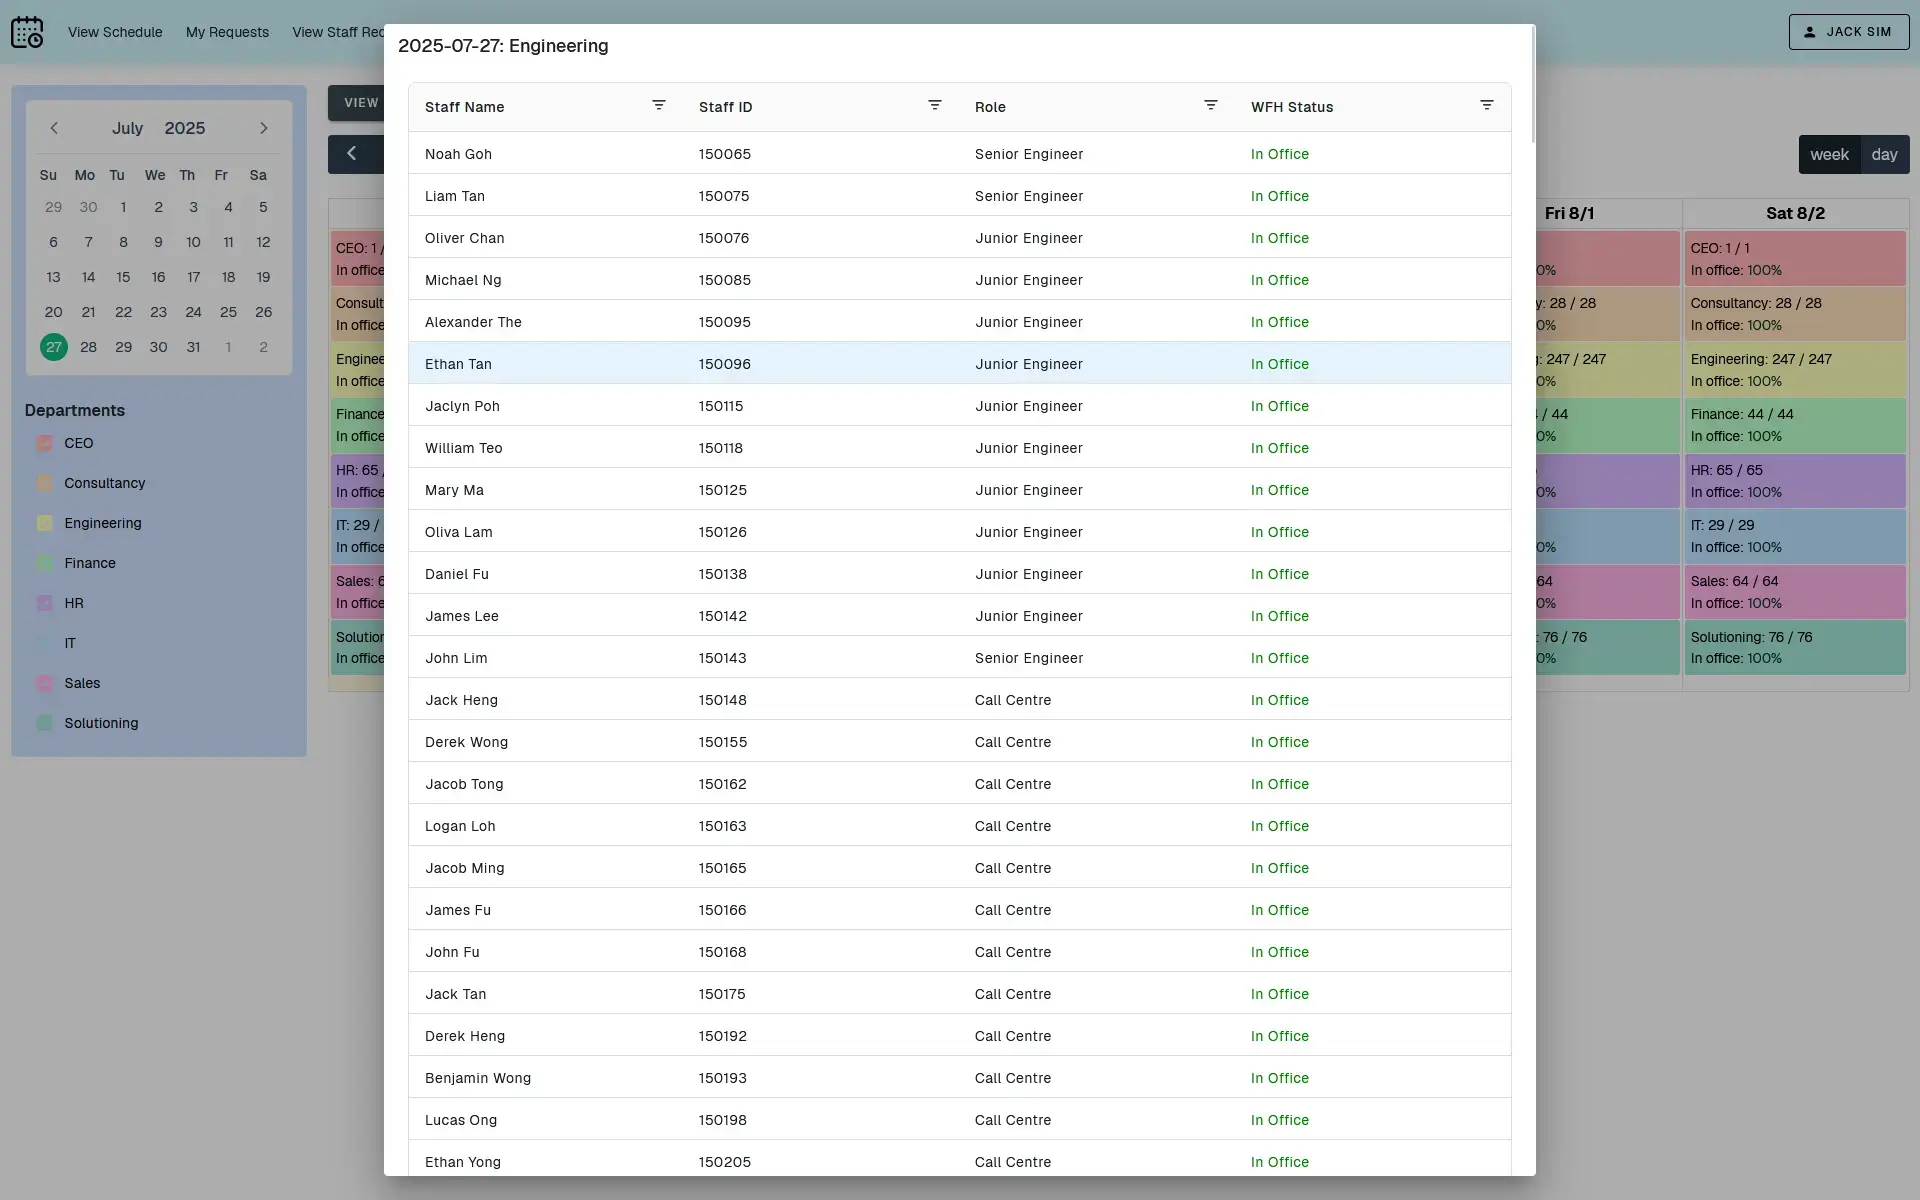 View Schedule
My Requests
View Staff Req
JACK SIM
July 2025
Su Mo Tu We Th Fr Sa
29 30 1 2 3 4 5
6 7 8 9 10 11 12
13 14 15 16 17 18 19
20 21 22 23 24 25 26
27 28 29 30 31 1 2
Departments
CEO
Consultancy
Engineering
Finance
HR
IT
Sales
Solutioning
VIEW
CEO: 1 /
In office
Consult
In office
Enginee
In office
Finance
In office
HR: 65 /
In office
IT: 29 /
In office
Sales: 6
In office
Solution
In office
2025-07-27: Engineering
Staff Name Staff ID Role WFH Status
Noah Goh 150065 Senior Engineer In Office
Liam Tan 150075 Senior Engineer In Office
Oliver Chan 150076 Junior Engineer In Office
Michael Ng 150085 Junior Engineer In Office
Alexander The 150095 Junior Engineer In Office
Ethan Tan 150096 Junior Engineer In Office
Jaclyn Poh 150115 Junior Engineer In Office
William Teo 150118 Junior Engineer In Office
Mary Ma 150125 Junior Engineer In Office
Oliva Lam 150126 Junior Engineer In Office
Daniel Fu 150138 Junior Engineer In Office
James Lee 150142 Junior Engineer In Office
John Lim 150143 Senior Engineer In Office
Jack Heng 150148 Call Centre In Office
Derek Wong 150155 Call Centre In Office
Jacob Tong 150162 Call Centre In Office
Logan Loh 150163 Call Centre In Office
Jacob Ming 150165 Call Centre In Office
James Fu 150166 Call Centre In Office
John Fu 150168 Call Centre In Office
Jack Tan 150175 Call Centre In Office
Derek Heng 150192 Call Centre In Office
Benjamin Wong 150193 Call Centre In Office
Lucas Ong 150198 Call Centre In Office
Ethan Yong 150205 Call Centre In Office
week day
Fri 8/1
0%
y: 28 / 28
0%
g: 247 / 247
0%
/ 44
0%
0%
0%
64
0%
: 76 / 76
0%
Sat 8/2
CEO: 1 / 1
In office: 100%
Consultancy: 28 / 28
In office: 100%
Engineering: 247 / 247
In office: 100%
Finance: 44 / 44
In office: 100%
HR: 65 / 65
In office: 100%
IT: 29 / 29
In office: 100%
Sales: 64 / 64
In office: 100%
Solutioning: 76 / 76
In office: 100%